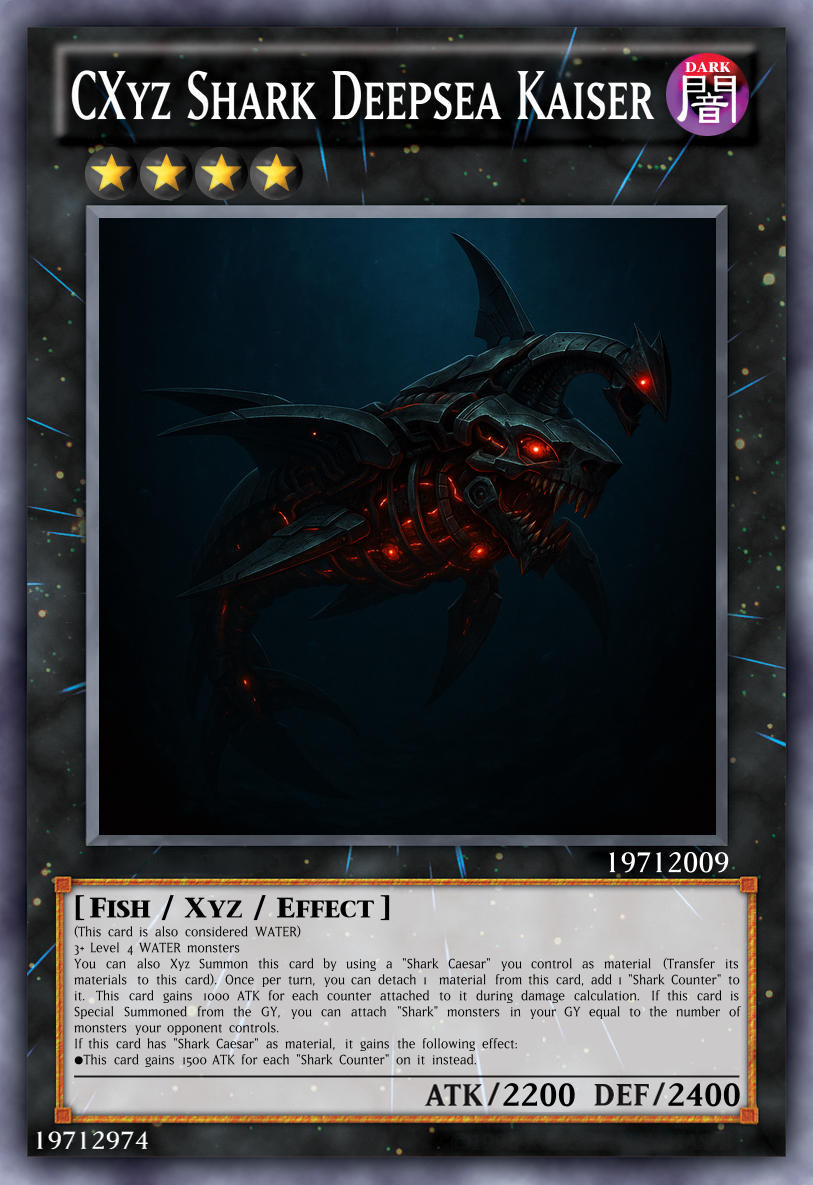 CXyz Shark Deepsea Kaiser
DARK
闇
19712009
[ Fish / Xyz / Effect ]
(This card is also considered WATER)
3+ Level 4 WATER monsters
You can also Xyz Summon this card by using a "Shark Caesar" you control as material (Transfer its
materials to this card). Once per turn, you can detach 1 material from this card, add 1 "Shark Counter" to
it. This card gains 1000 ATK for each counter attached to it during damage calculation. If this card is
Special Summoned from the GY, you can attach "Shark" monsters in your GY equal to the number of
monsters your opponent controls.
If this card has "Shark Caesar" as material, it gains the following effect:
●This card gains 1500 ATK for each "Shark Counter" on it instead.
ATK/2200 DEF/2400
19712974